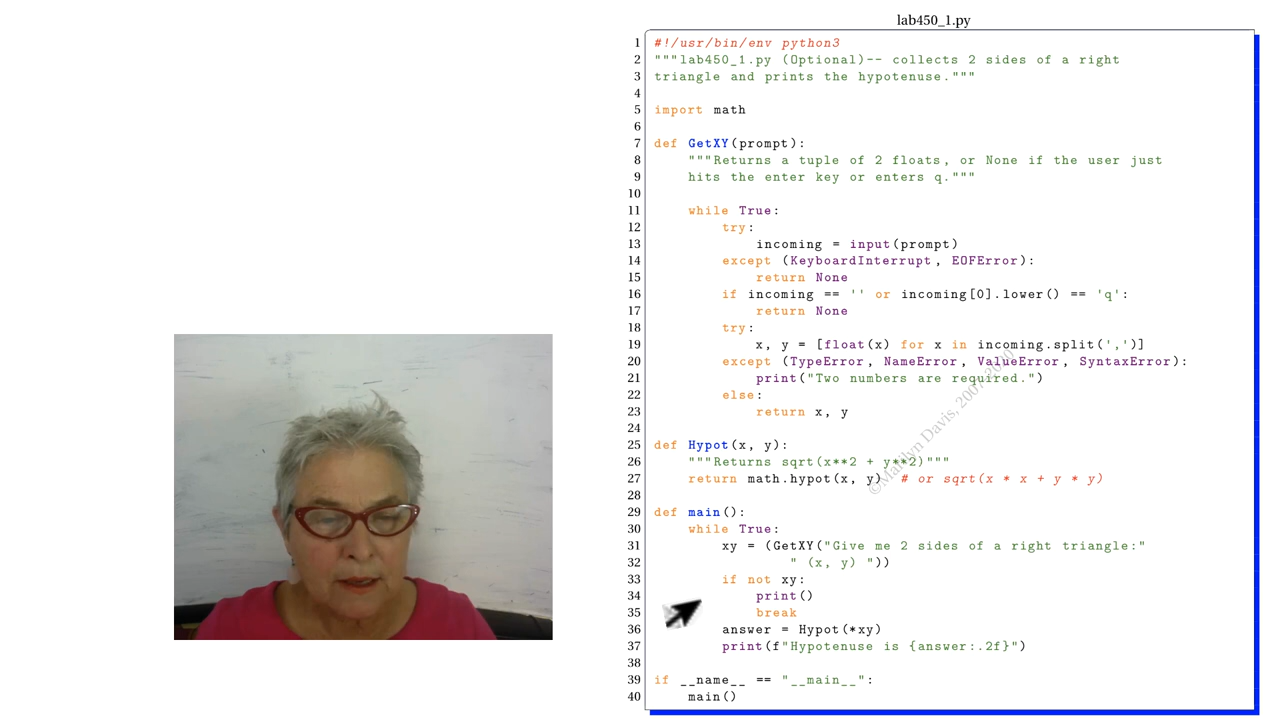 lab450_1.py
1 #!/usr/bin/env python3
2 """lab450_1.py (Optional)-- collects 2 sides of a right
3 triangle and prints the hypotenuse."""
4
5 import math
6
7 def GetXY(prompt):
8     """Returns a tuple of 2 floats, or None if the user just
9     hits the enter key or enters q."""
10
11     while True:
12         try:
13             incoming = input(prompt)
14         except (KeyboardInterrupt, EOFError):
15             return None
16         if incoming == '' or incoming[0].lower() == 'q':
17             return None
18         try:
19             x, y = [float(x) for x in incoming.split(',')]
20         except (TypeError, NameError, ValueError, SyntaxError):
21             print("Two numbers are required.")
22         else:
23             return x, y
24
25 def Hypot(x, y):
26     """Returns sqrt(x**2 + y**2)"""
27     return math.hypot(x, y)  # or sqrt(x * x + y * y)
28
29 def main():
30     while True:
31         xy = (GetXY("Give me 2 sides of a right triangle:"
32                 " (x, y) "))
33         if not xy:
34             print()
35             break
36         answer = Hypot(*xy)
37         print(f"Hypotenuse is {answer:.2f}")
38
39 if __name__ == "__main__":
40     main()
©Marilyn Davis,